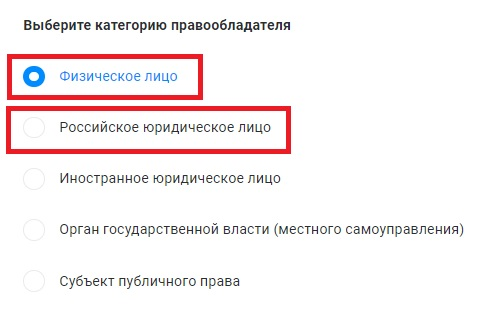 Выберите категорию правообладателя
Физическое лицо
Российское юридическое лицо
Иностранное юридическое лицо
Орган государственной власти (местного самоуправления)
Субъект публичного права